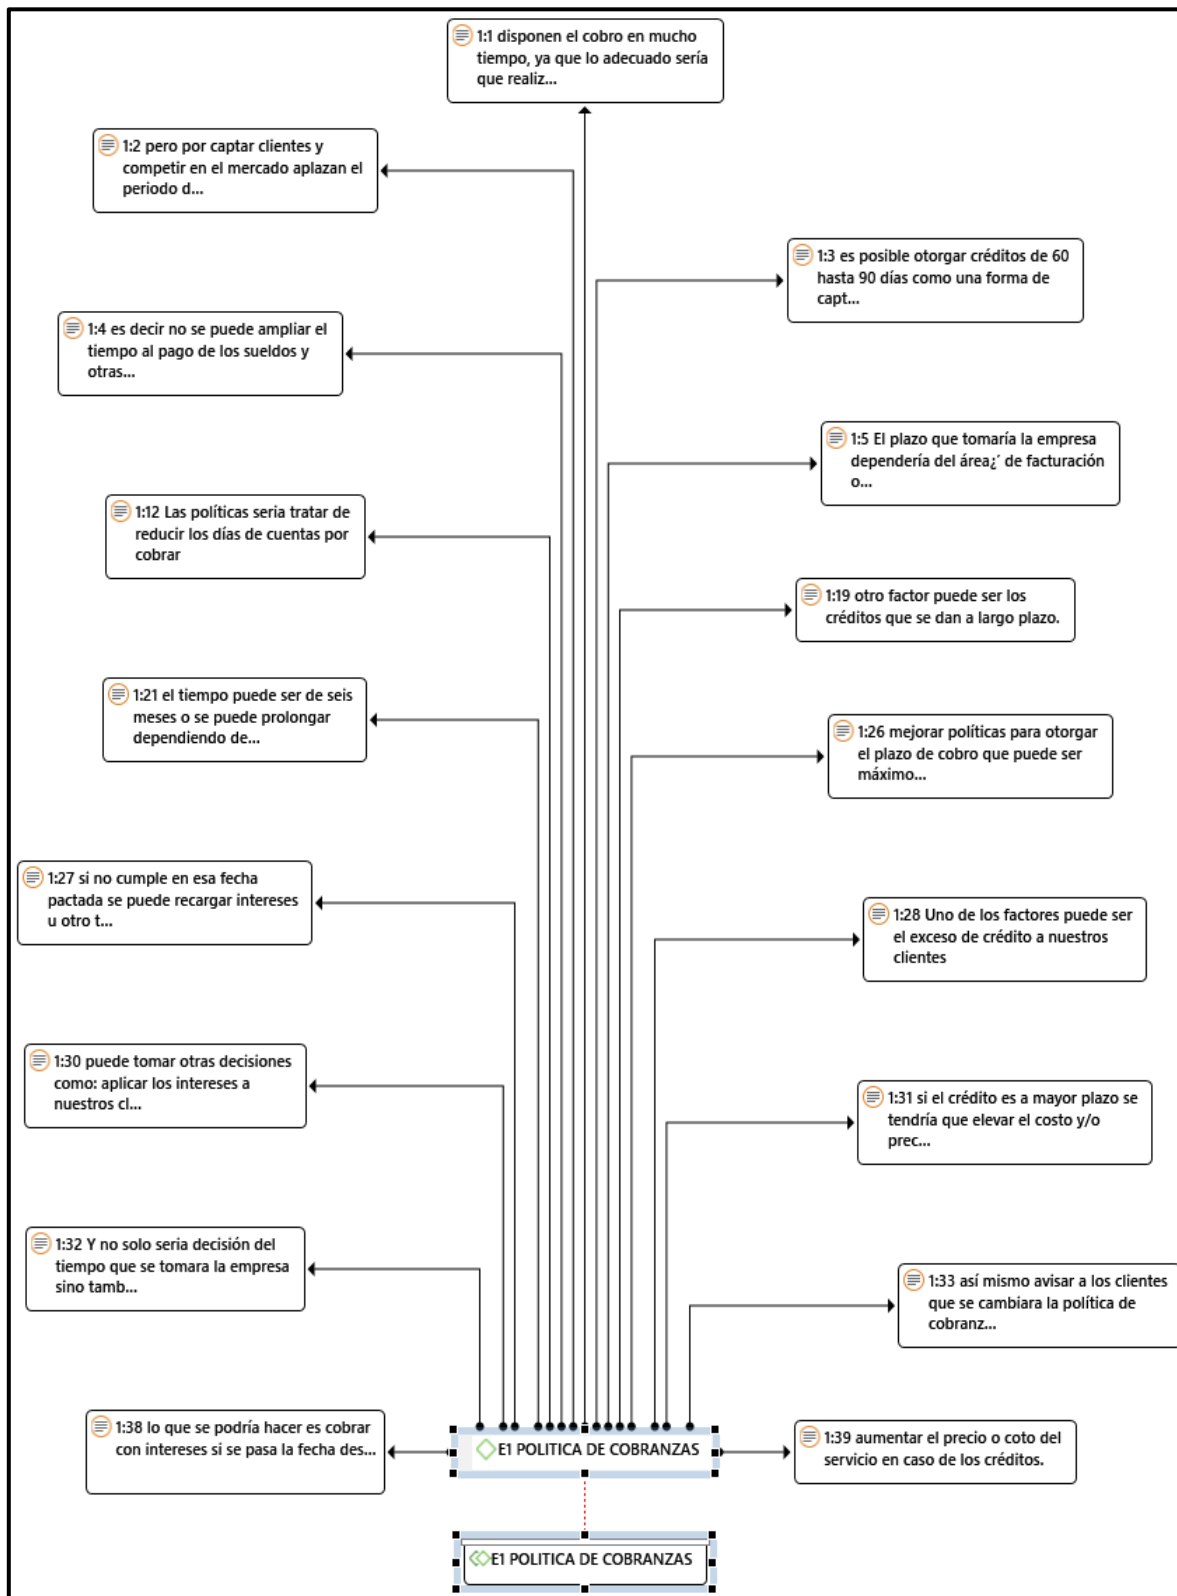 1:1 disponen el cobro en mucho
tiempo, ya que lo adecuado sería
que realiz...
1:2 pero por captar clientes y
competir en el mercado aplazan el
periodo d...
1:3 es posible otorgar créditos de 60
hasta 90 días como una forma de
capt...
1:4 es decir no se puede ampliar el
tiempo al pago de los sueldos y
otras...
1:5 El plazo que tomaría la empresa
dependería del área¿´ de facturación
o...
1:12 Las políticas seria tratar de
reducir los días de cuentas por
cobrar
1:19 otro factor puede ser los
créditos que se dan a largo plazo.
1:21 el tiempo puede ser de seis
meses o se puede prolongar
dependiendo de...
1:26 mejorar políticas para otorgar
el plazo de cobro que puede ser
máximo...
1:27 si no cumple en esa fecha
pactada se puede recargar intereses
u otro t...
1:28 Uno de los factores puede ser
el exceso de crédito a nuestros
clientes
1:30 puede tomar otras decisiones
como: aplicar los intereses a
nuestros cl...
1:31 si el crédito es a mayor plazo se
tendría que elevar el costo y/o
prec...
1:32 Y no solo seria decisión del
tiempo que se tomara la empresa
sino tamb...
1:33 así mismo avisar a los clientes
que se cambiara la política de
cobranz...
1:38 lo que se podría hacer es cobrar
con intereses si se pasa la fecha des...
E1 POLITICA DE COBRANZAS
1:39 aumentar el precio o coto del
servicio en caso de los créditos.
E1 POLITICA DE COBRANZAS